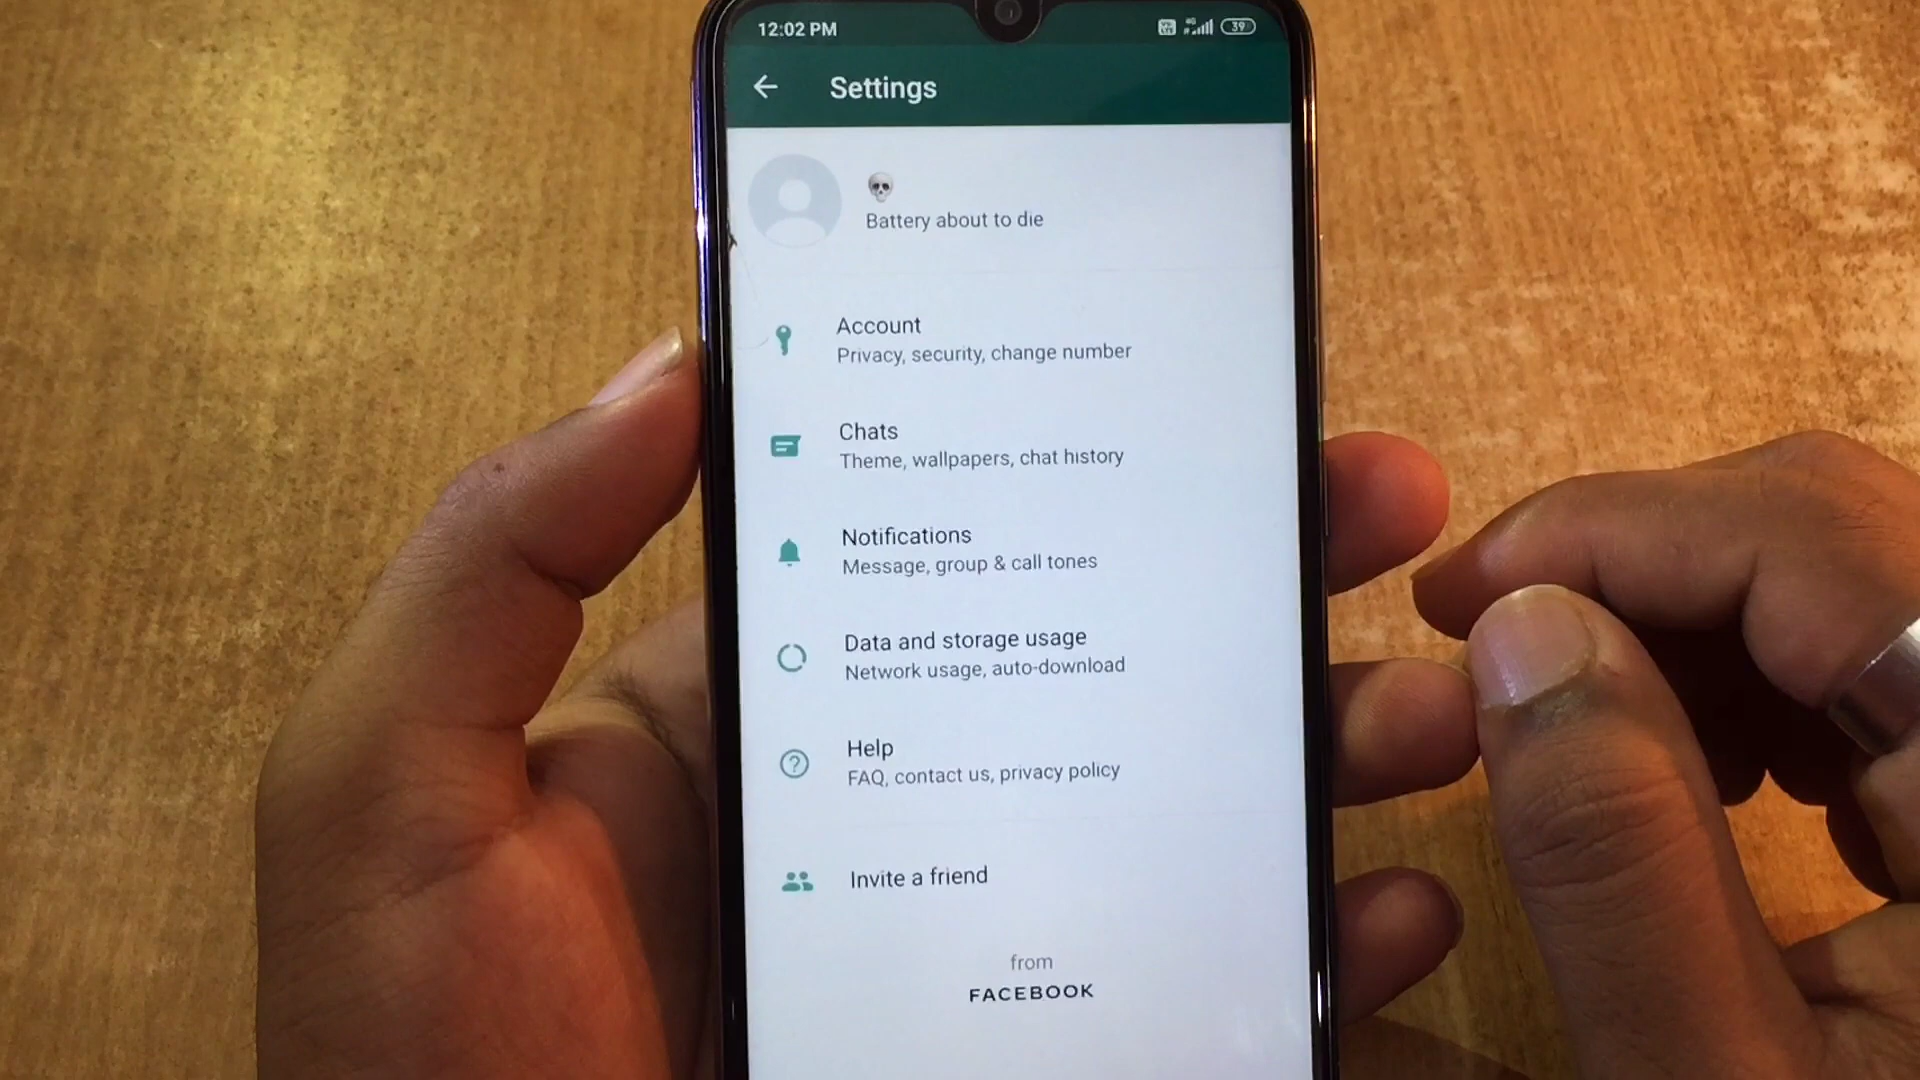 12:02 PM
39
Settings
💀
Battery about to die
Account
Privacy, security, change number
Chats
Theme, wallpapers, chat history
Notifications
Message, group & call tones
Data and storage usage
Network usage, auto-download
Help
FAQ, contact us, privacy policy
Invite a friend
from
FACEBOOK